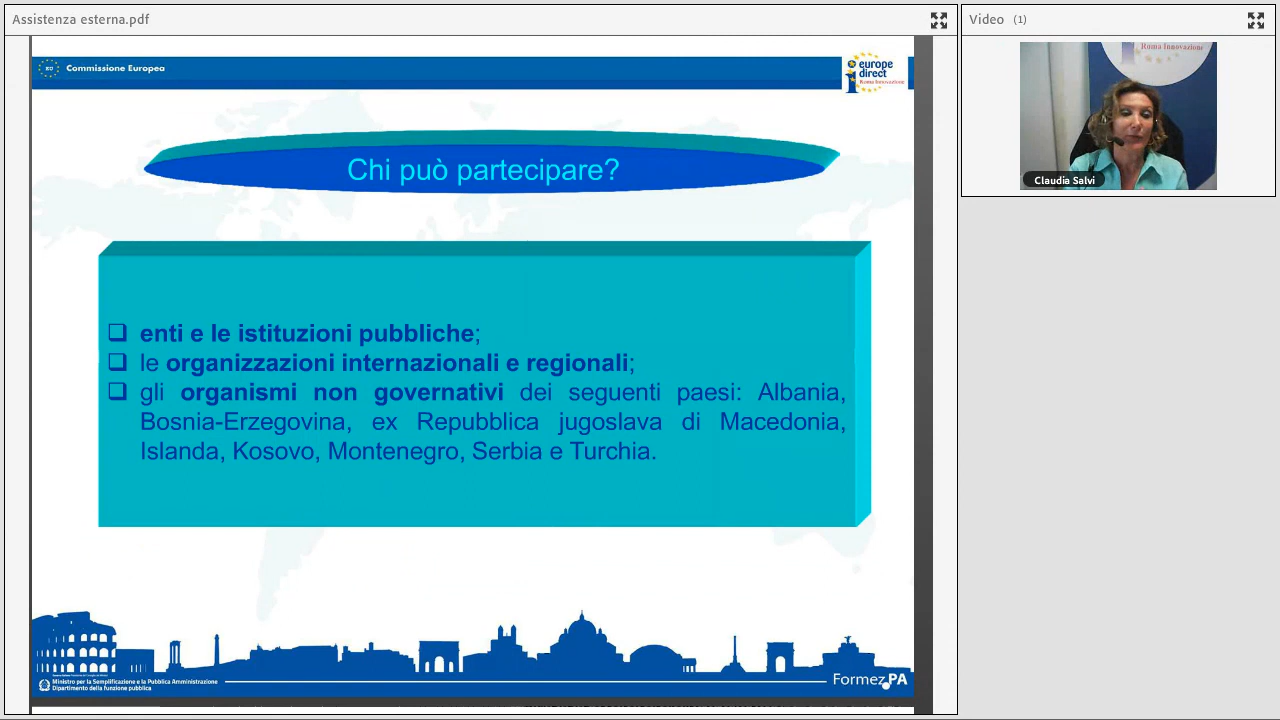 Assistenza esterna.pdf
Video (1)
Commissione Europea
europe
direct
Roma Innovazione
Roma Innovazione
Claudia Salvi
Chi può partecipare?
❑ enti e le istituzioni pubbliche;
❑ le organizzazioni internazionali e regionali;
❑ gli organismi non governativi dei seguenti paesi: Albania,
Bosnia-Erzegovina, ex Repubblica jugoslava di Macedonia,
Islanda, Kosovo, Montenegro, Serbia e Turchia.
Ministro per la Semplificazione e la Pubblica Amministrazione
Dipartimento della funzione pubblica
FormezPA